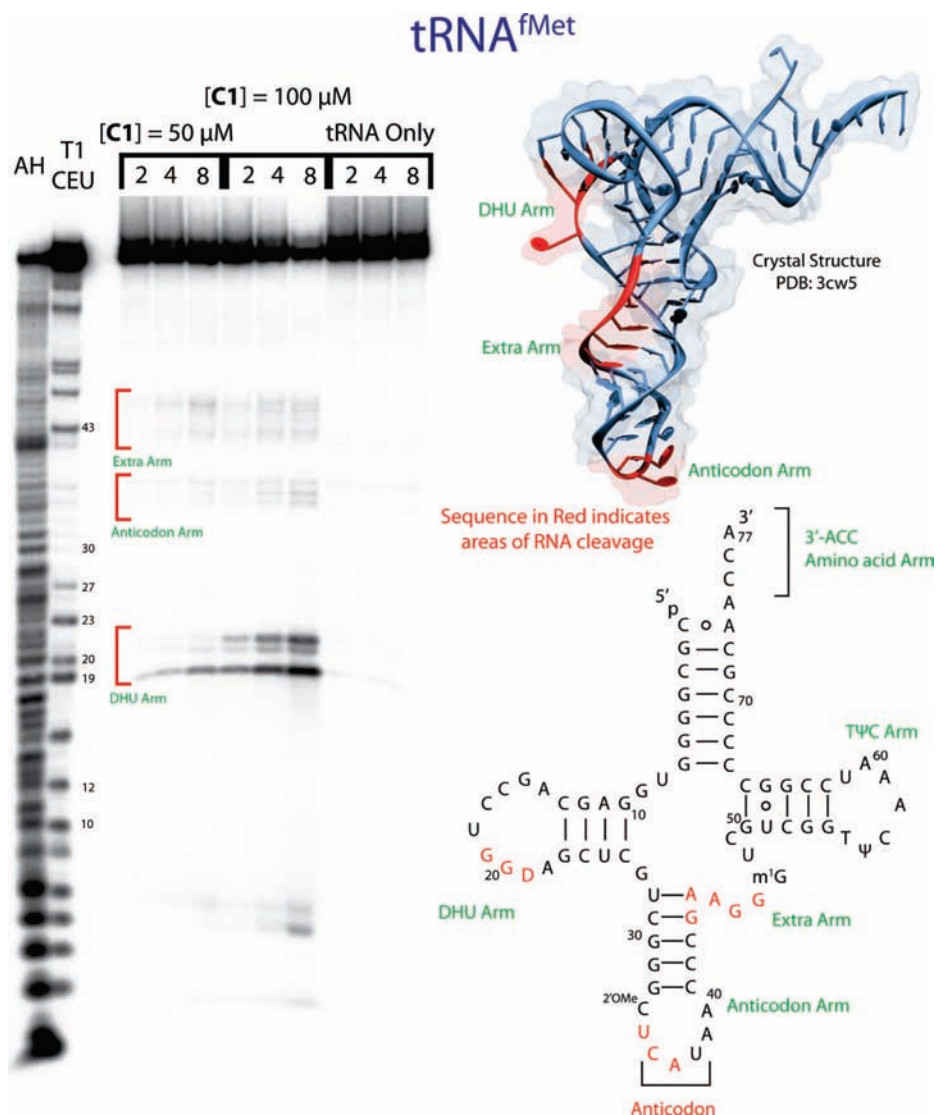 tRNAfMet
[C1] = 100 µM
[C1] = 50 µM
tRNA Only
AH
T1
CEU
2 4 8 2 4 8 2 4 8
43
Extra Arm
Anticodon Arm
30
27
23
20
19
DHU Arm
12
10
DHU Arm
Crystal Structure
PDB: 3cw5
Extra Arm
Anticodon Arm
Sequence in Red indicates
areas of RNA cleavage
3'
A
77
C
C
A
3'-ACC
Amino acid Arm
5'
p
C A
G C
C G
G C
G C 70
G C
G C
G U G G A G C A G C C U G G D A G C U C G
10
20
DHU Arm
TΨC Arm
C G G C C U A A A C Ψ T G G C U G C U
60
50
m¹G
U A A G G
C G
Extra Arm
30
G C
G C
G C
2'OMe
C A
40
U A
C A U
Anticodon Arm
Anticodon